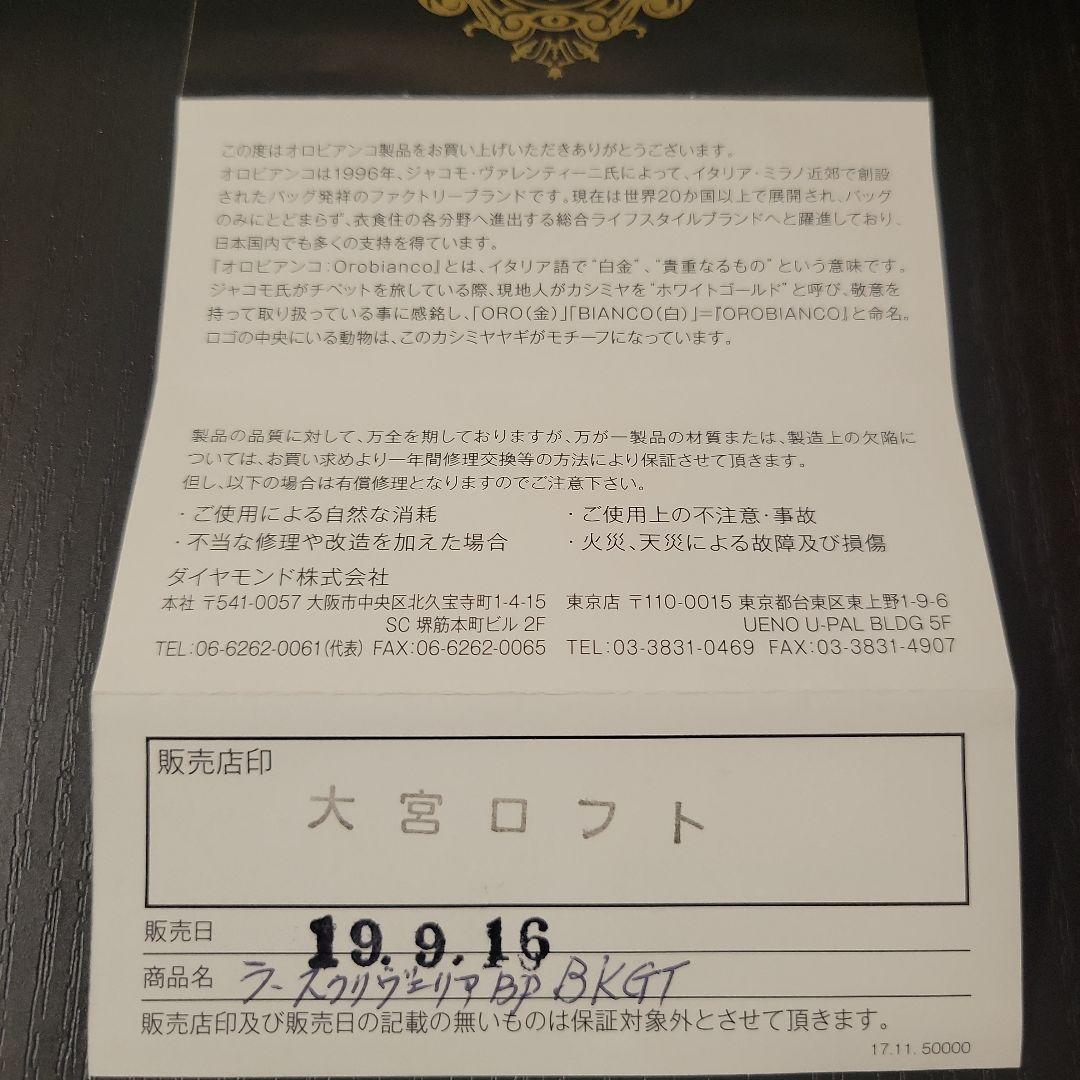 この度はオロビアンコ製品をお買い上げいただきありがとうございます。
オロビアンコは1996年、ジャコモ・ヴァレンティーニ氏によって、イタリア・ミラノ近郊で創設
されたバッグ発祥のファクトリーブランドです。現在は世界20か国以上で展開され、バッグ
のみにとどまらず、衣食住の各分野へ進出する総合ライフスタイルブランドへと躍進しており、
日本国内でも多くの支持を得ています。
『オロビアンコ:Orobianco』とは、イタリア語で“白金”、“貴重なるもの”という意味です。
ジャコモ氏がチベットを旅している際、現地人がカシミヤを“ホワイトゴールド”と呼び、敬意を
持って取り扱っている事に感銘し、「ORO(金)」「BIANCO(白)」=『OROBIANCO』と命名。
ロゴの中央にいる動物は、このカシミヤヤギがモチーフになっています。
製品の品質に対して、万全を期しておりますが、万が一製品の材質または、製造上の欠陥に
ついては、お買い求めより一年間修理交換等の方法により保証させて頂きます。
但し、以下の場合は有償修理となりますのでご注意下さい。
・ご使用による自然な消耗 ・ご使用上の不注意・事故
・不当な修理や改造を加えた場合 ・火災、天災による故障及び損傷
ダイヤモンド株式会社
本社 〒541-0057 大阪市中央区北久宝寺町1-4-15 東京店 〒110-0015 東京都台東区東上野1-9-6
SC 堺筋本町ビル 2F UENO U-PAL BLDG 5F
TEL:06-6262-0061(代表) FAX:06-6262-0065 TEL:03-3831-0469 FAX:03-3831-4907
販売店印
大宮ロフト
販売日 19.9.16
商品名 ラースクリヴェリア BP BKGT
販売店印及び販売日の記載の無いものは保証対象外とさせて頂きます。
17.11. 50000